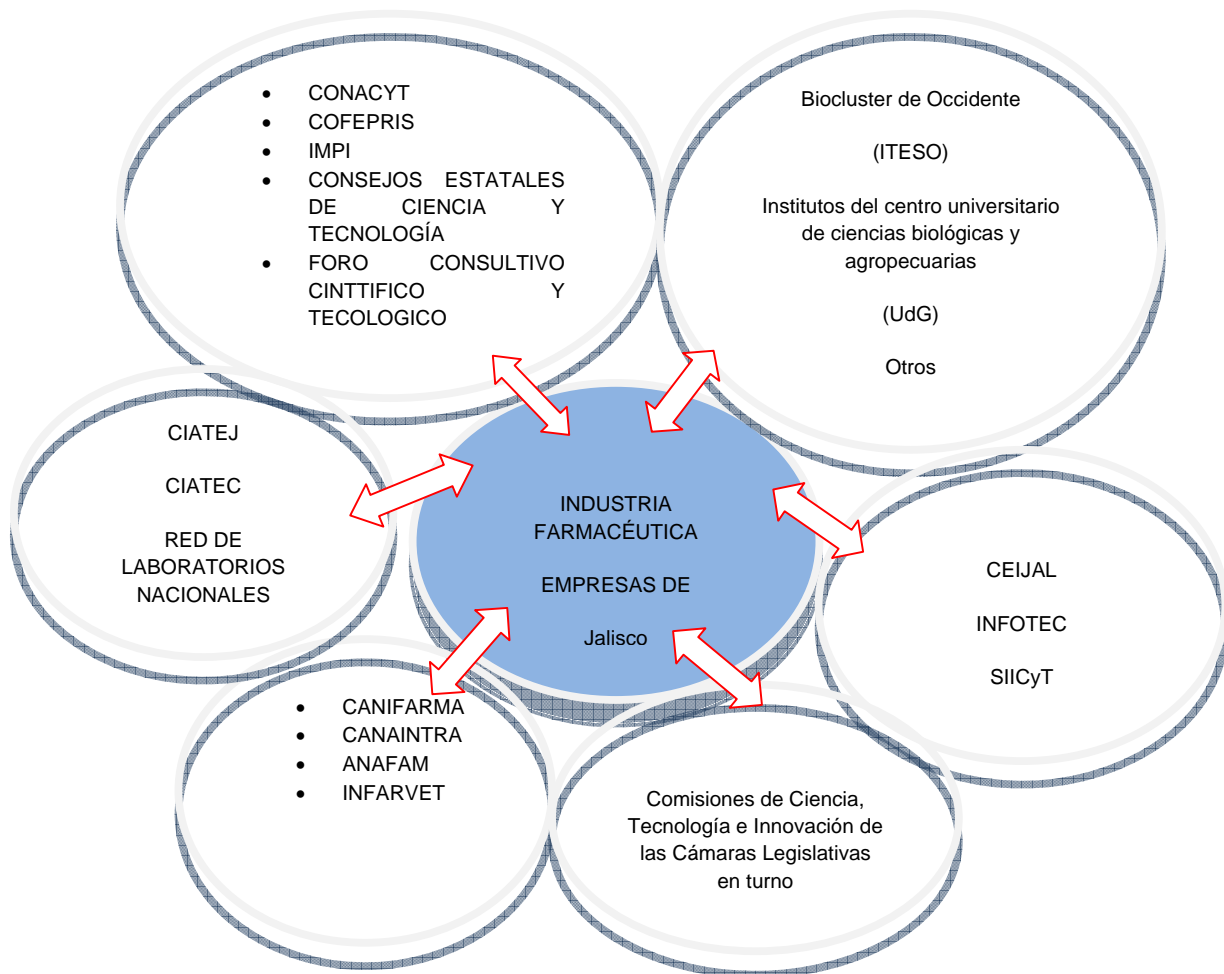 • CONACYT
• COFEPRIS
• IMPI
• CONSEJOS ESTATALES
DE CIENCIA Y
TECNOLOGÍA
• FORO CONSULTIVO
CINTTIFICO Y
TECOLOGICO
Biocluster de Occidente
(ITESO)
Institutos del centro universitario
de ciencias biológicas y
agropecuarias
(UdG)
Otros
CIATEJ
CIATEC
RED DE
LABORATORIOS
NACIONALES
INDUSTRIA
FARMACÉUTICA
EMPRESAS DE
Jalisco
CEIJAL
INFOTEC
SIICyT
• CANIFARMA
• CANAINTRA
• ANAFAM
• INFARVET
Comisiones de Ciencia,
Tecnología e Innovación de
las Cámaras Legislativas
en turno